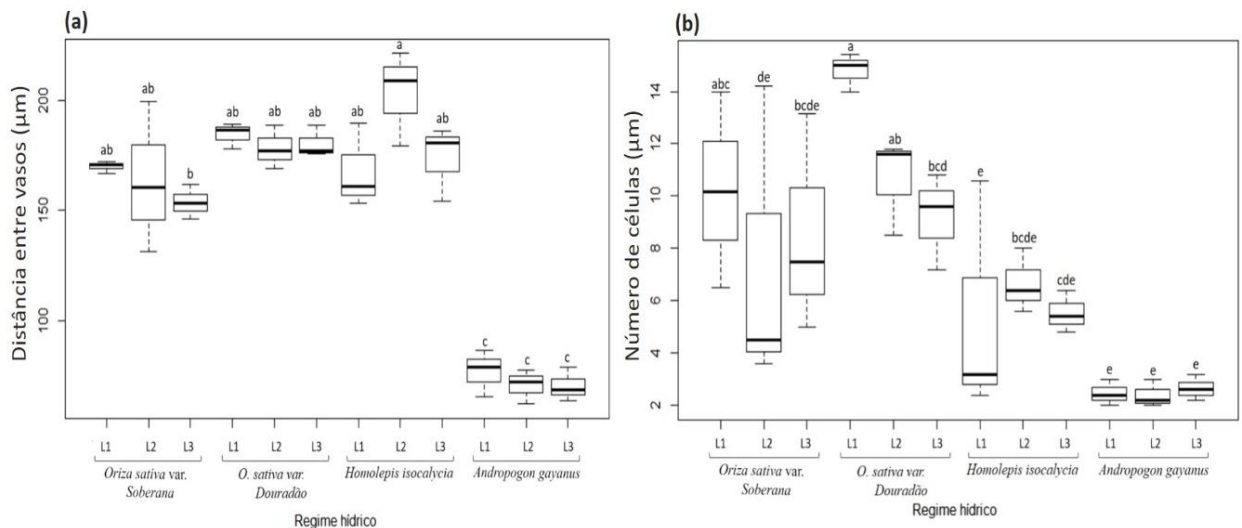 (a)
Distância entre vasos (µm)
200
150
100
ab
ab
b
ab
ab
ab
ab
a
ab
c
c
c
L1 L2 L3 L1 L2 L3 L1 L2 L3 L1 L2 L3
Oriza sativa var. Soberana
O. sativa var. Douradão
Homolepis isocalycia
Andropogon gayanus
(b)
Número de células (µm)
14
12
10
8
6
4
2
abc
de
bcde
a
ab
bcd
e
bcde
cde
e
e
e
L1 L2 L3 L1 L2 L3 L1 L2 L3 L1 L2 L3
Oriza sativa var. Soberana
O. sativa var. Douradão
Homolepis isocalycia
Andropogon gayanus
Regime hídrico
Regime hídrico